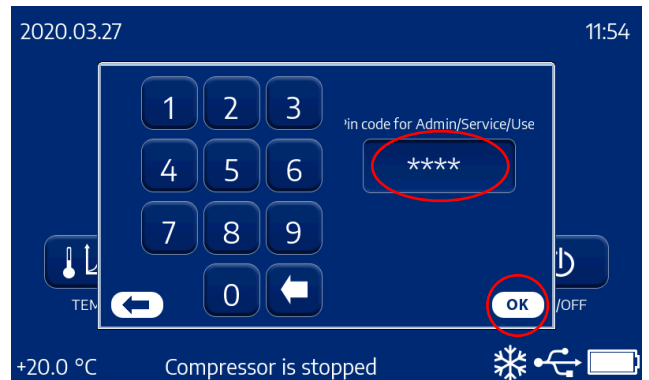 2020.03.27 11:54
1 2 3
'in code for Admin/Service/Use
4 5 6
****
7 8 9
0
OK
TEM /OFF
+20.0 °C Compressor is stopped